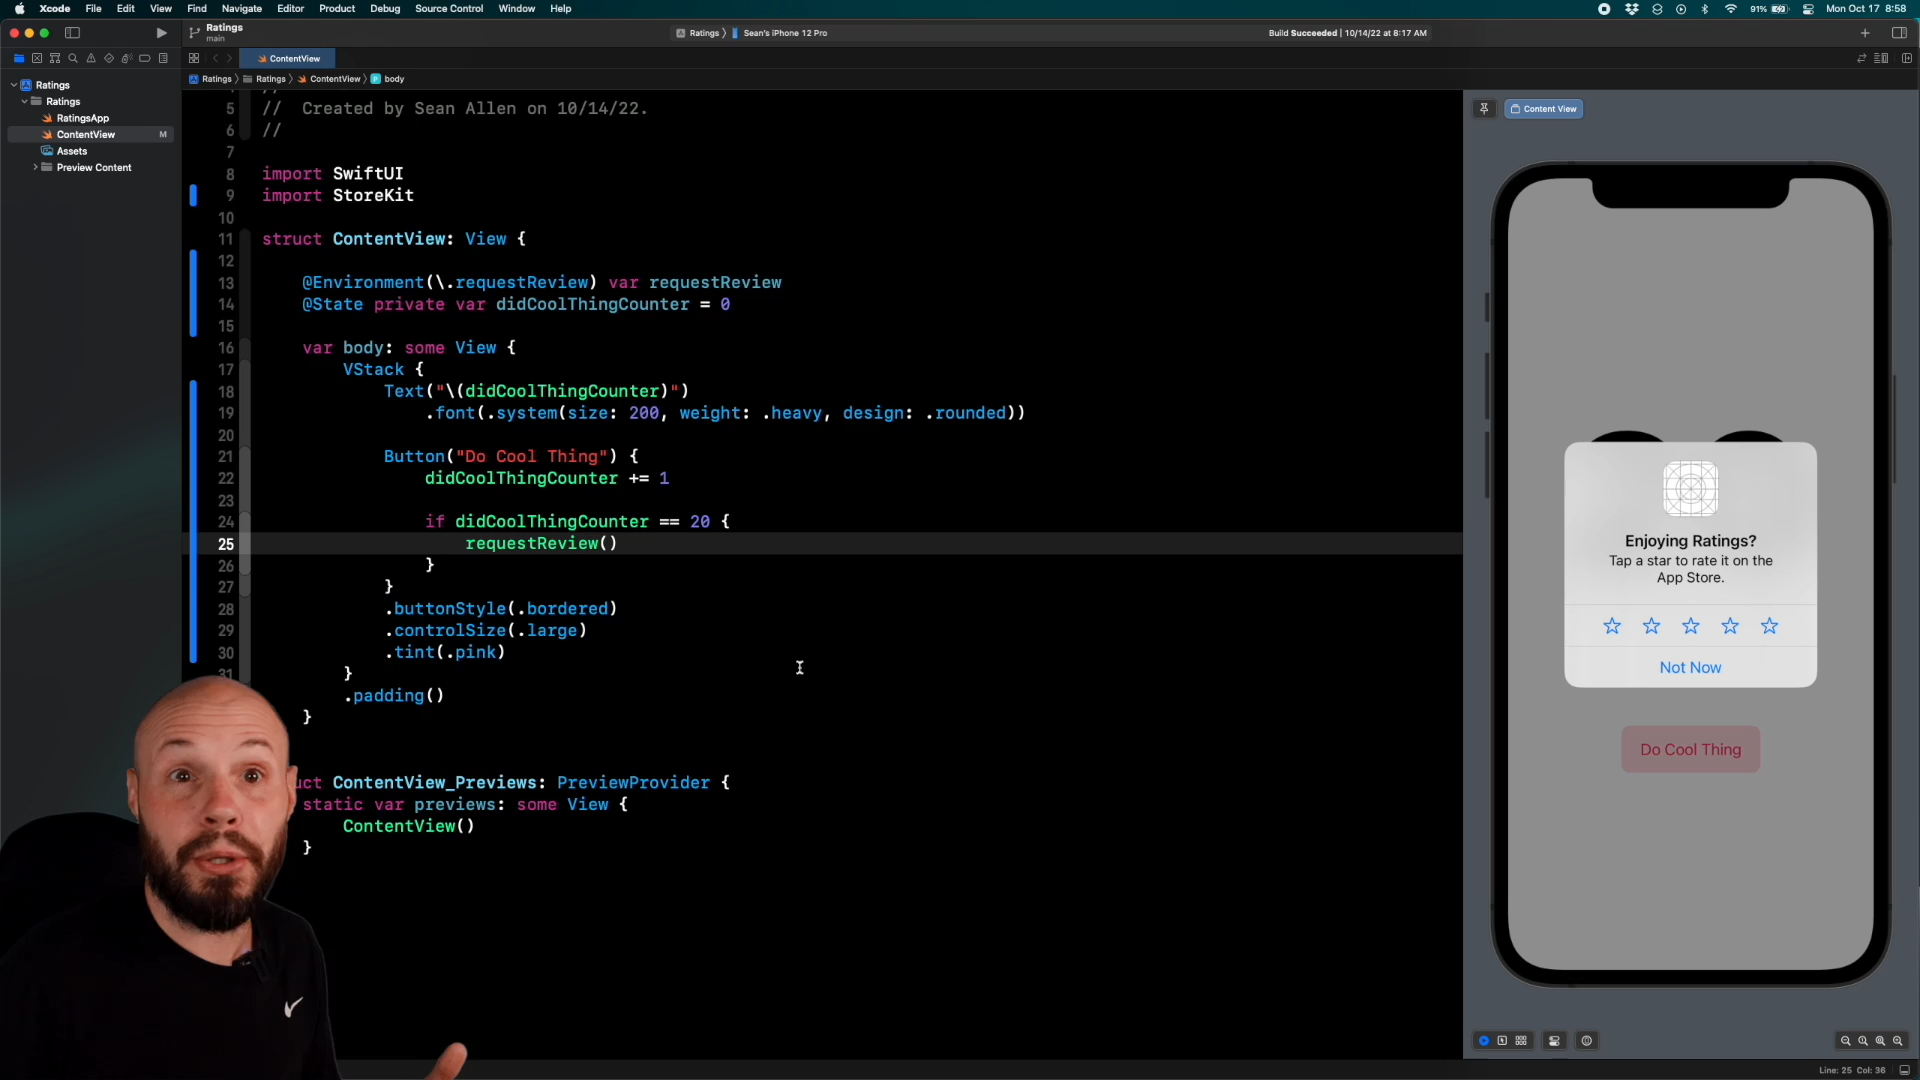 Xcode File Edit View Find Navigate Editor Product Debug Source Control Window Help
91% Mon Oct 17 8:58
Ratings
main
Ratings 〉 Sean's iPhone 12 Pro
Build Succeeded | 10/14/22 at 8:17 AM
ContentView
Ratings 〉 Ratings 〉 ContentView 〉 body
Ratings
Ratings
RatingsApp
ContentView M
Assets
Preview Content
5 // Created by Sean Allen on 10/14/22.
6 //
7
8 import SwiftUI
9 import StoreKit
10
11 struct ContentView: View {
12
13 @Environment(\.requestReview) var requestReview
14 @State private var didCoolThingCounter = 0
15
16 var body: some View {
17 VStack {
18 Text("\(didCoolThingCounter)")
19 .font(.system(size: 200, weight: .heavy, design: .rounded))
20
21 Button("Do Cool Thing") {
22 didCoolThingCounter += 1
23
24 if didCoolThingCounter == 20 {
25 requestReview()
26 }
27 }
28 .buttonStyle(.bordered)
29 .controlSize(.large)
30 .tint(.pink)
31 }
.padding()
}
uct ContentView_Previews: PreviewProvider {
static var previews: some View {
ContentView()
}
Content View
Enjoying Ratings?
Tap a star to rate it on the
App Store.
Not Now
Do Cool Thing
Line: 25 Col: 36